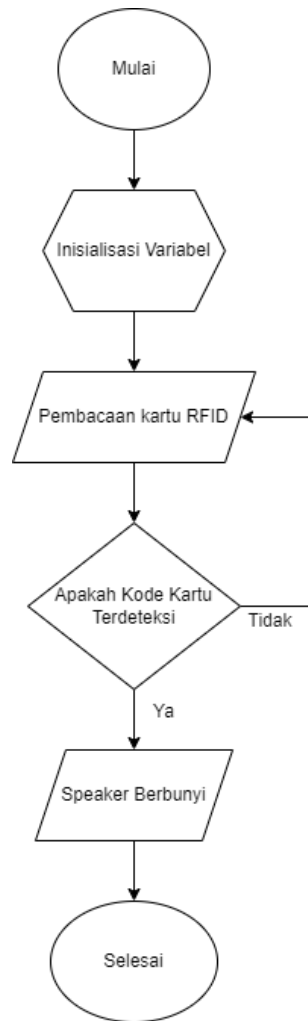 Mulai
Inisialisasi Variabel
Pembacaan kartu RFID
Apakah Kode Kartu
Terdeteksi
Tidak
Ya
Speaker Berbunyi
Selesai